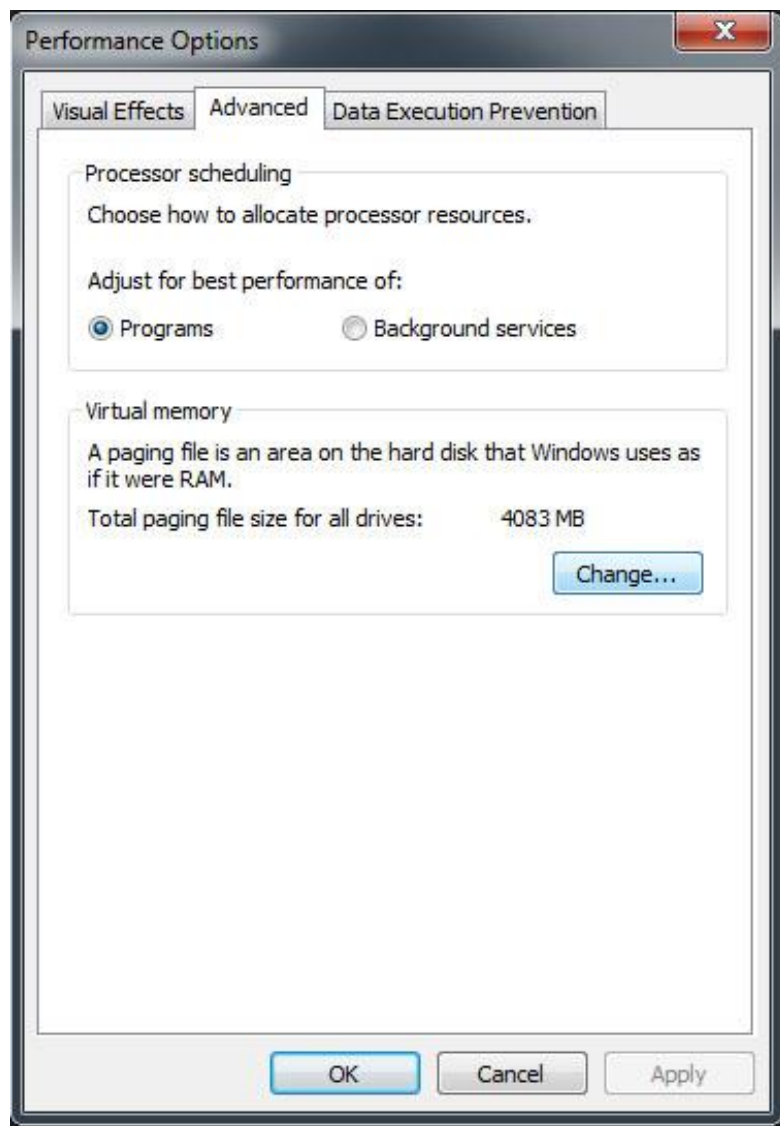 Performance Options
X
Visual Effects Advanced Data Execution Prevention
Processor scheduling
Choose how to allocate processor resources.
Adjust for best performance of:
Programs Background services
Virtual memory
A paging file is an area on the hard disk that Windows uses as
if it were RAM.
Total paging file size for all drives: 4083 MB
Change...
OK Cancel Apply